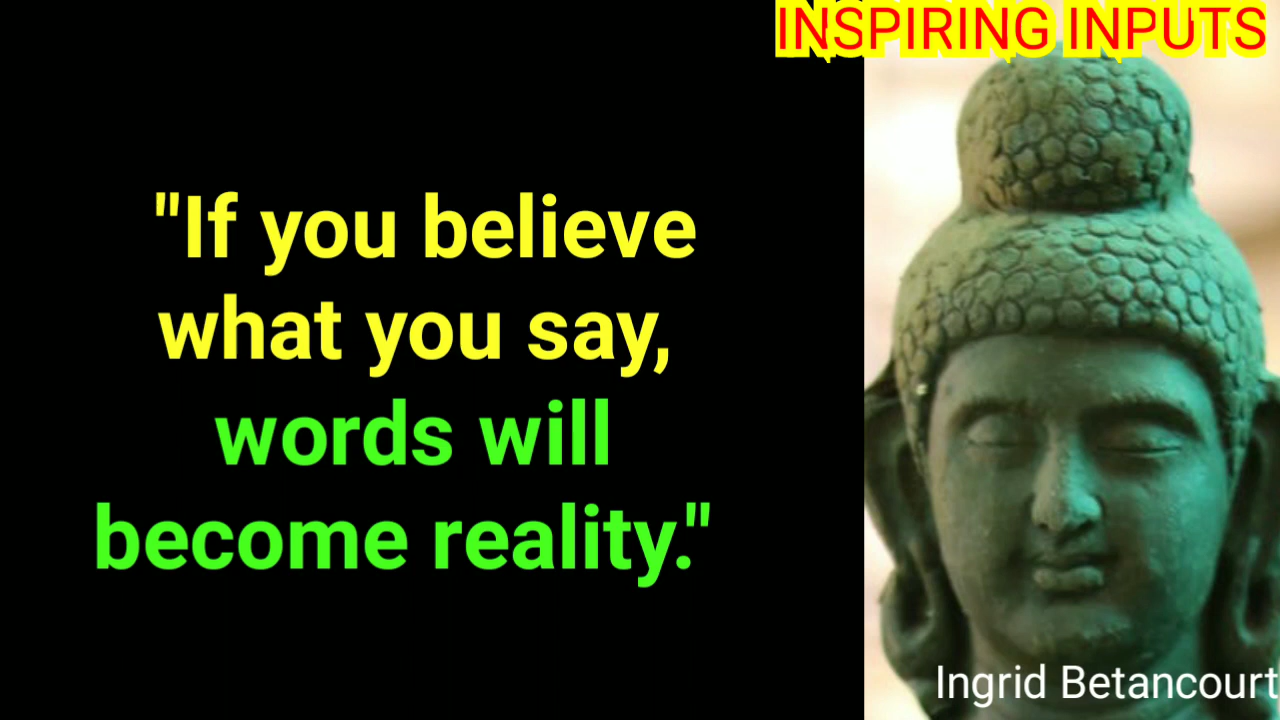 INSPIRING INPUTS
"If you believe
what you say,
words will
become reality."
Ingrid Betancourt